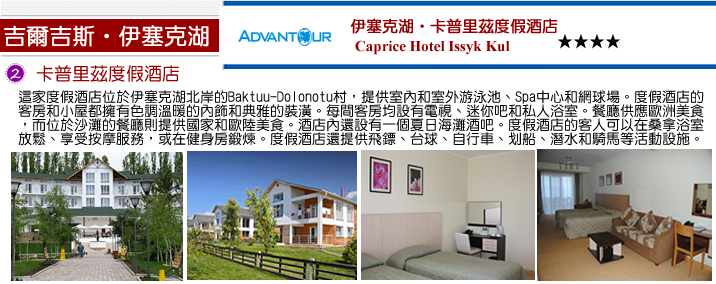 吉爾吉斯・伊塞克湖
ADVANTOUR
伊塞克湖・卡普里茲度假酒店
Caprice Hotel Issyk Kul ★★★★
2 卡普里茲度假酒店
這家度假酒店位於伊塞克湖北岸的Baktuu-Dolonotu村，提供室內和室外游泳池、Spa中心和網球場。度假酒店的
客房和小屋都擁有色調溫暖的內飾和典雅的裝潢。每間客房均設有電視、迷你吧和私人浴室。餐廳供應歐洲美食
，而位於沙灘的餐廳則提供國家和歐陸美食。酒店內還設有一個夏日海灘酒吧。度假酒店的客人可以在桑拿浴室
放鬆、享受按摩服務，或在健身房鍛煉。度假酒店還提供飛鏢、台球、自行車、划船、潛水和騎馬等活動設施。